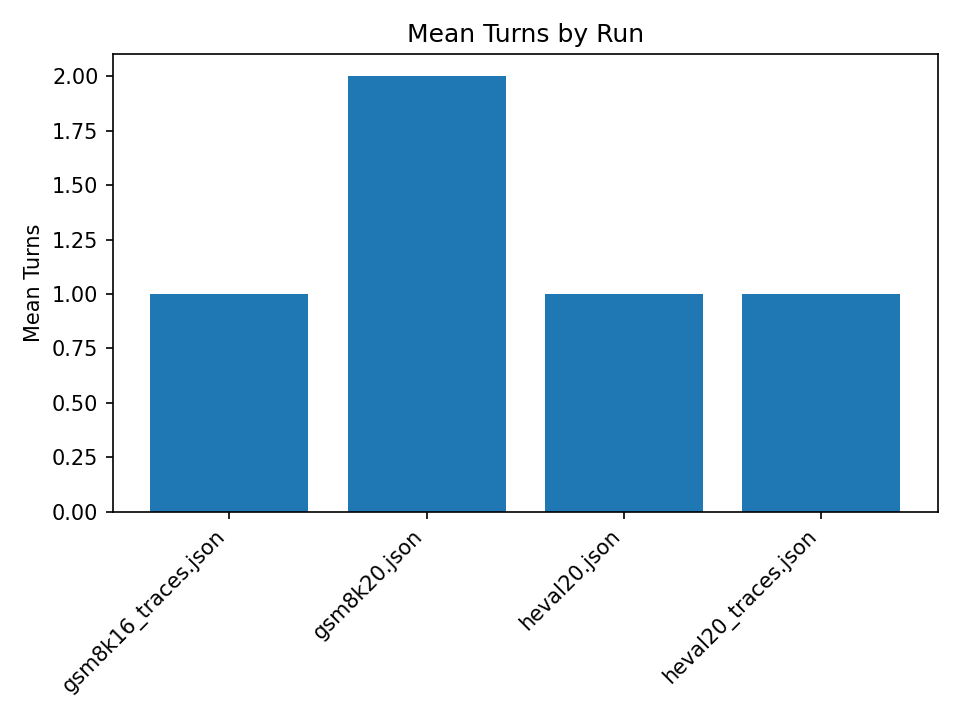 Mean Turns by Run
Mean Turns
2.00
1.75
1.50
1.25
1.00
0.75
0.50
0.25
0.00
gsm8k16_traces.json
gsm8k20.json
heval20.json
heval20_traces.json